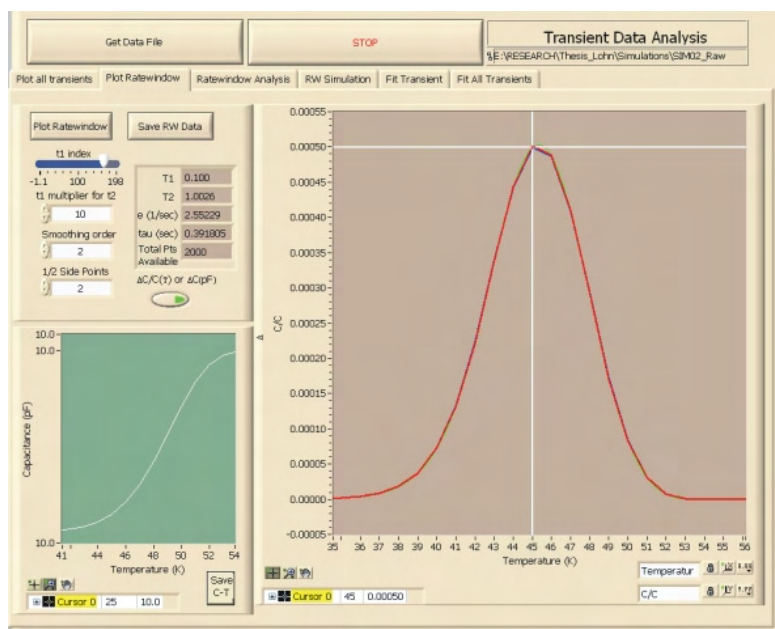 Get Data File
STOP
Transient Data Analysis
E:\RESEARCH\Thesis_Lohn\Simulations\SIM02_Raw
Plot all transients
Plot Ratewindow
Ratewindow Analysis
RW Simulation
Fit Transient
Fit All Transients
Plot Ratewindow
Save RW Data
t1 index
-1.1 100 198
t1 multiplier for t2
10
Smoothing order
2
1/2 Side Points
2
T1 0.100
T2 1.0026
e (1/sec) 2.55229
tau (sec) 0.391805
Total Pts Available 2000
ΔC/C(τ) or ΔC(pF)
10.0
10.0
10.0
Capacitance (pF)
41 44 46 48 50 52 54
Temperature (K)
Save C-T
Cursor 0 25 10.0
0.00055
0.00050
0.00045
0.00040
0.00035
0.00030
0.00025
0.00020
0.00015
0.00010
0.00005
0.00000
-0.00005
Δ C/C
35 36 37 38 39 40 41 42 43 44 45 46 47 48 49 50 51 52 53 54 55 56
Temperature (K)
Cursor 0 45 0.00050
Temperatur
C/C